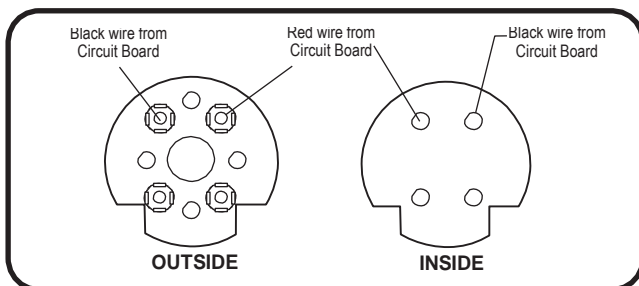 Black wire from
Circuit Board
Red wire from
Circuit Board
Black wire from
Circuit Board
OUTSIDE
INSIDE